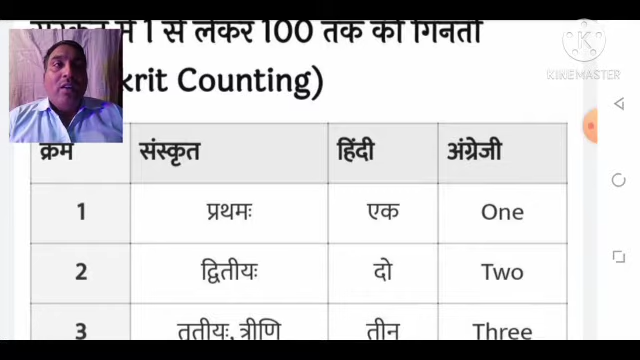 संस्कृत में 1 से लेकर 100 तक की गिनती
krit Counting)
KINEMASTER
क्रम संस्कृत हिंदी अंग्रेजी
1 प्रथमः एक One
2 द्वितीयः दो Two
3 तृतीयः, त्रीणि तीन Three